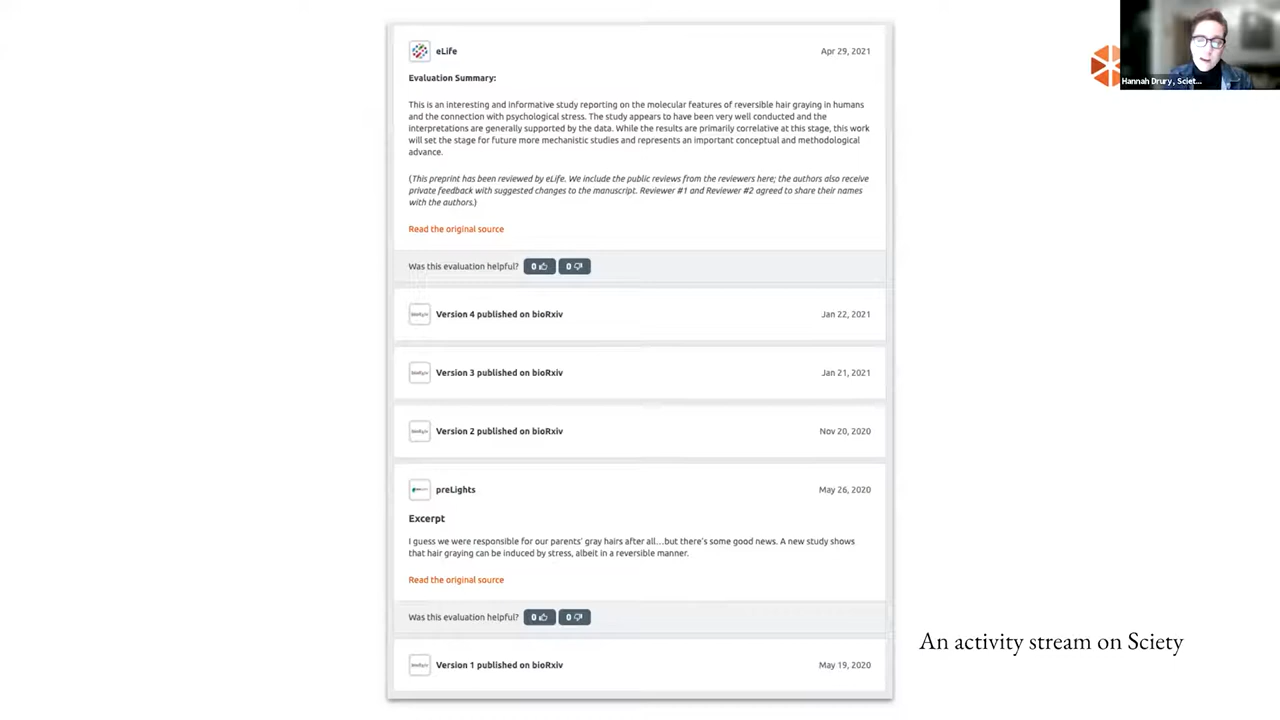 eLife
Apr 29, 2021
Evaluation Summary:
This is an interesting and informative study reporting on the molecular features of reversible hair graying in humans
and the connection with psychological stress. The study appears to have been very well conducted and the
interpretations are generally supported by the data. While the results are primarily correlative at this stage, this work
will set the stage for future more mechanistic studies and represents an important conceptual and methodological
advance.
(This preprint has been reviewed by eLife. We include the public reviews from the reviewers here; the authors also receive
private feedback with suggested changes to the manuscript. Reviewer #1 and Reviewer #2 agreed to share their names
with the authors.)
Read the original source
Was this evaluation helpful? 0 0
Version 4 published on bioRxiv
Jan 22, 2021
Version 3 published on bioRxiv
Jan 21, 2021
Version 2 published on bioRxiv
Nov 20, 2020
preLights
May 26, 2020
Excerpt
I guess we were responsible for our parents' gray hairs after all...but there's some good news. A new study shows
that hair graying can be induced by stress, albeit in a reversible manner.
Read the original source
Was this evaluation helpful? 0 0
Version 1 published on bioRxiv
May 19, 2020
An activity stream on Sciety
Hannah Drury, Sciet...